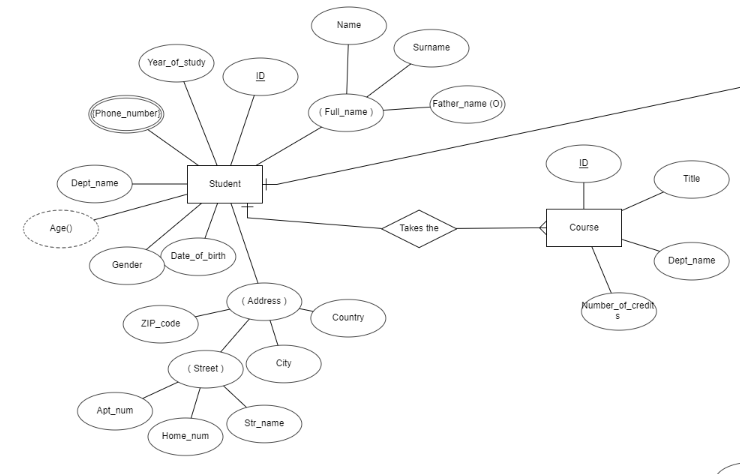 Name
Surname
Year_of_study
ID
Father_name (O)
{Phone_number}
( Full_name )
ID
Title
Dept_name
Student
Age()
Takes the
Course
Gender
Date_of_birth
Dept_name
( Address )
Number_of_credit
s
ZIP_code
Country
( Street )
City
Apt_num
Home_num
Str_name